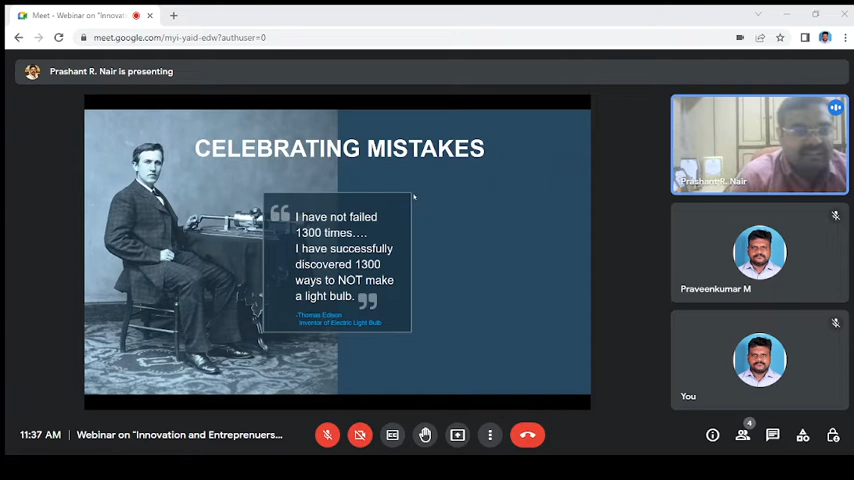 Meet - Webinar on "Innovat
meet.google.com/myi-yaid-edw?authuser=0
Prashant R. Nair is presenting
CELEBRATING MISTAKES
“ I have not failed
1300 times....
I have successfully
discovered 1300
ways to NOT make
a light bulb. ”
-Thomas Edison
Inventor of Electric Light Bulb
Prashant R. Nair
Praveenkumar M
You
11:37 AM | Webinar on "Innovation and Entreprenuers...
4